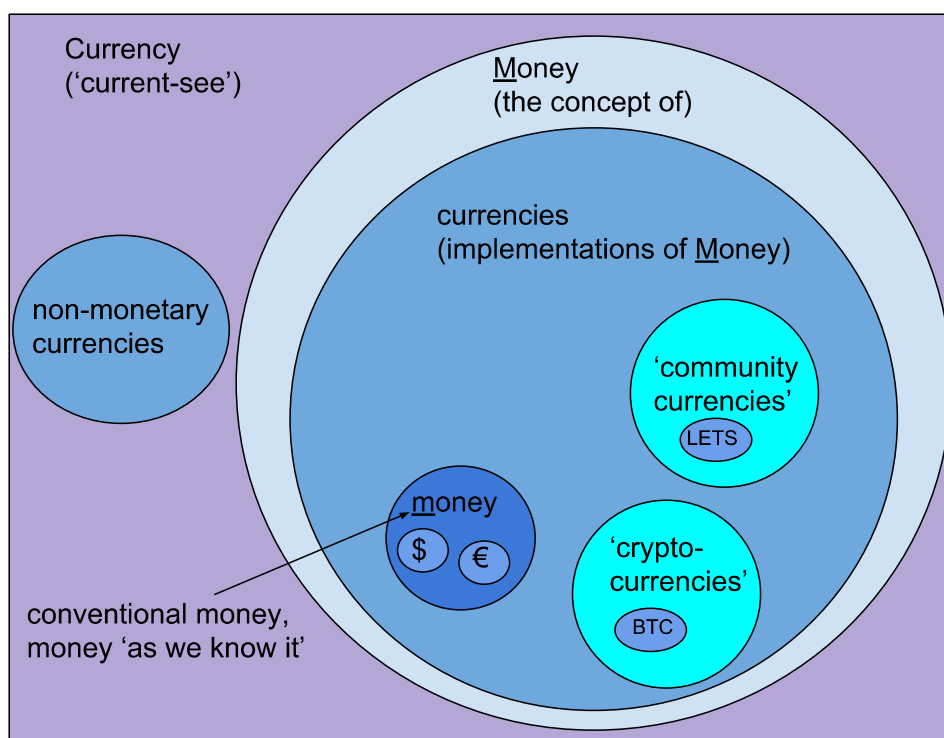 Currency
(‘current-see’)
Money
(the concept of)
currencies
(implementations of Money)
non-monetary
currencies
‘community
currencies’
LETS
money
$
€
‘crypto-
currencies’
BTC
conventional money,
money ‘as we know it’